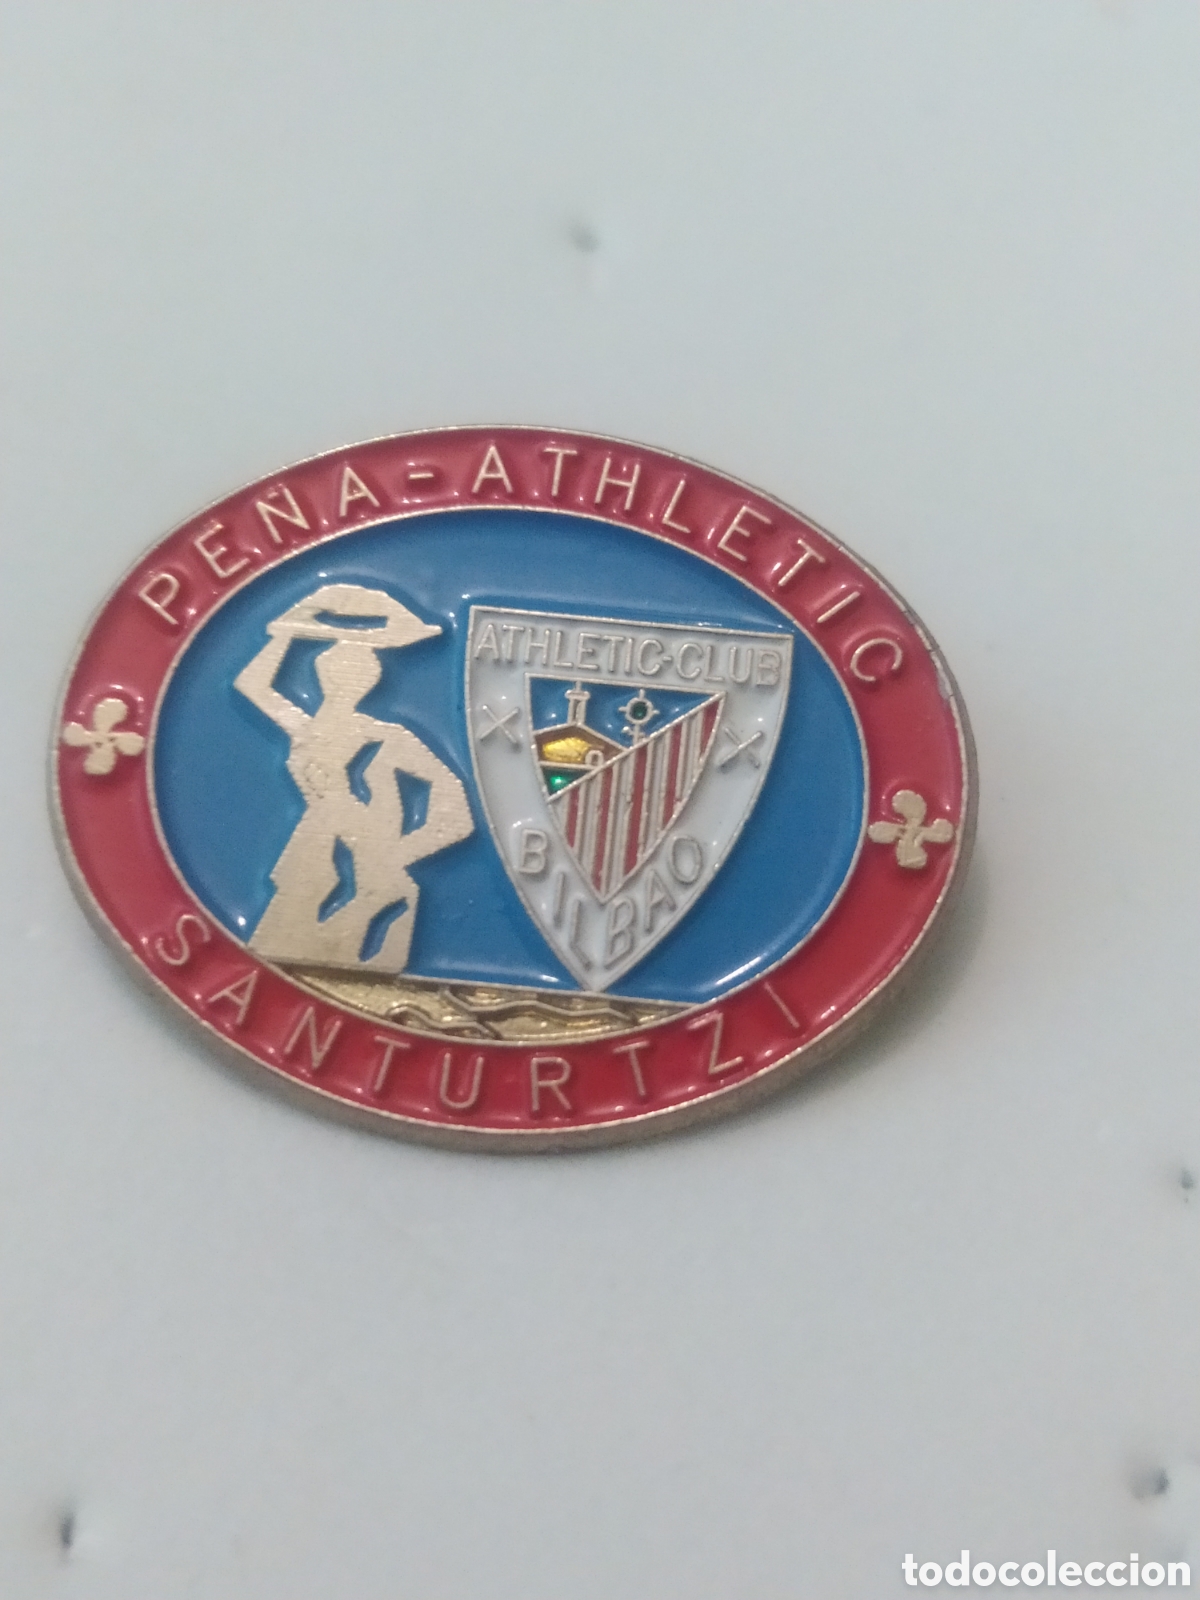 PEÑA-ATHLETIC
ATHLETIC-CLUB
BILBAO
SANTURTZI
todocoleccion